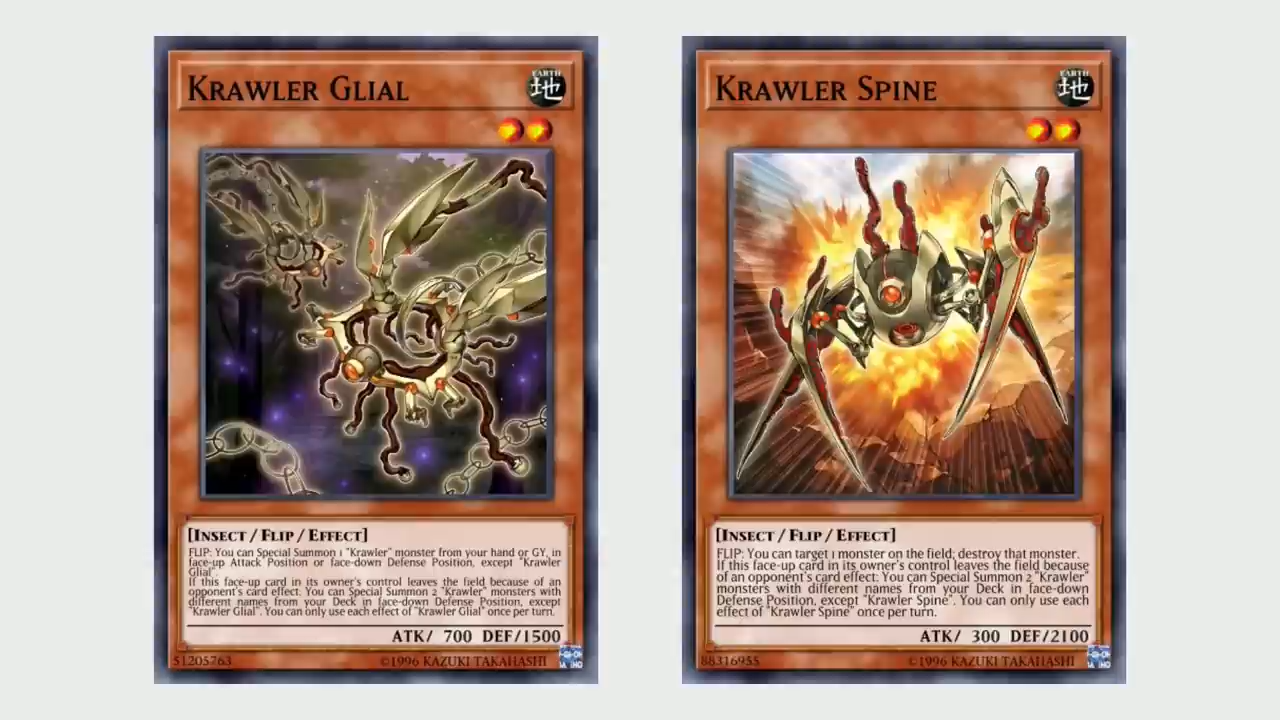 KRAWLER GLIAL
EARTH
地
[INSECT / FLIP / EFFECT]
FLIP: You can Special Summon 1 "Krawler" monster from your hand or GY, in
face-up Attack Position or face-down Defense Position, except "Krawler
Glial".
If this face-up card in its owner's control leaves the field because of an
opponent's card effect: You can Special Summon 2 "Krawler" monsters with
different names from your Deck in face-down Defense Position, except
"Krawler Glial". You can only use each effect of "Krawler Glial" once per turn.
ATK/ 700 DEF/1500
51205763
©1996 KAZUKI TAKAHASHI
KRAWLER SPINE
EARTH
地
[INSECT / FLIP / EFFECT]
FLIP: You can target 1 monster on the field; destroy that monster.
If this face-up card in its owner's control leaves the field because
of an opponent's card effect: You can Special Summon 2 "Krawler"
monsters with different names from your Deck in face-down
Defense Position, except "Krawler Spine". You can only use each
effect of "Krawler Spine" once per turn.
ATK/ 300 DEF/2100
88316955
©1996 KAZUKI TAKAHASHI